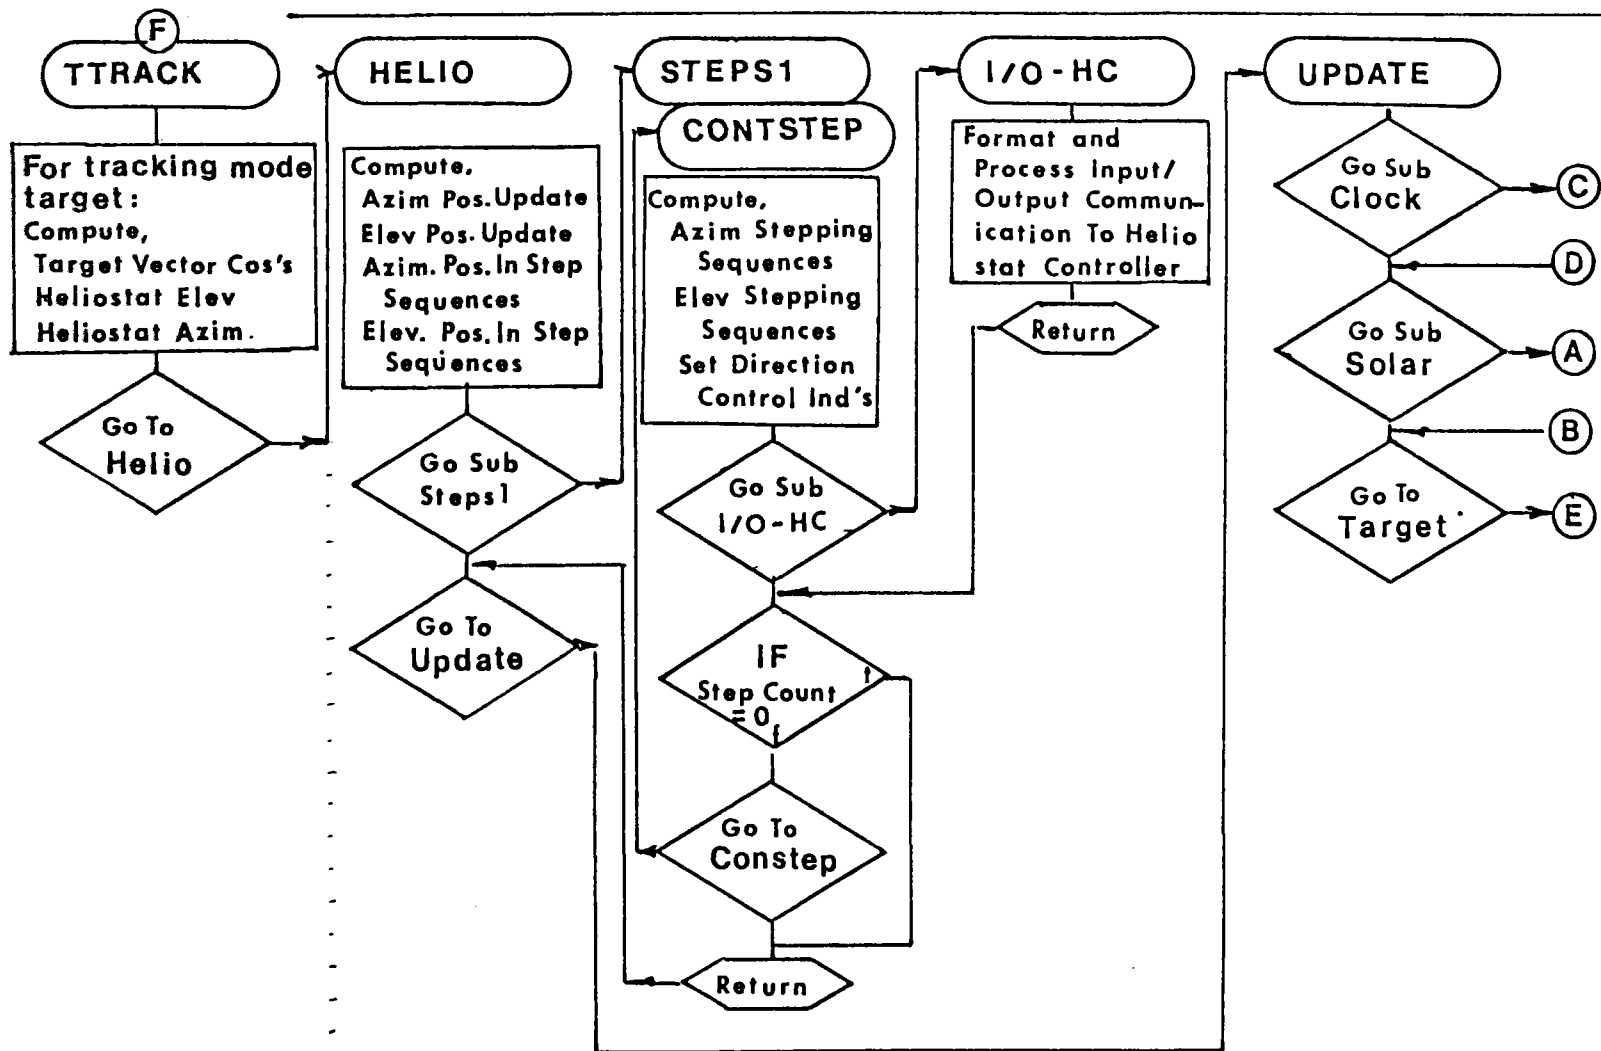 F
TTRACK
For tracking mode
target:
Compute,
Target Vector Cos's
Heliostat Elev
Heliostat Azim.
Go To
Helio
HELIO
Compute,
Azim Pos. Update
Elev Pos. Update
Azim. Pos. In Step
Sequences
Elev. Pos. In Step
Sequences
Go Sub
Steps1
Go To
Update
STEPS1
CONTSTEP
Compute,
Azim Stepping
Sequences
Elev Stepping
Sequences
Set Direction
Control Ind's
Go Sub
I/O-HC
IF
Step Count
=0
t
f
Go To
Constep
Return
I/O-HC
Format and
Process Input/
Output Commun-
ication To Helio
stat Controller
Return
UPDATE
Go Sub
Clock
C
D
Go Sub
Solar
A
B
Go To
Target
E